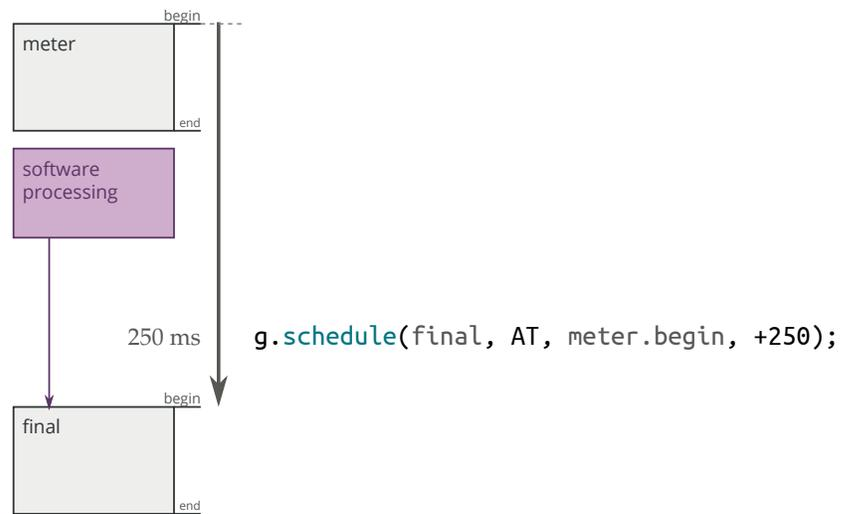 begin
meter
end
software
processing
250 ms
g.schedule(final, AT, meter.begin, +250);
begin
final
end